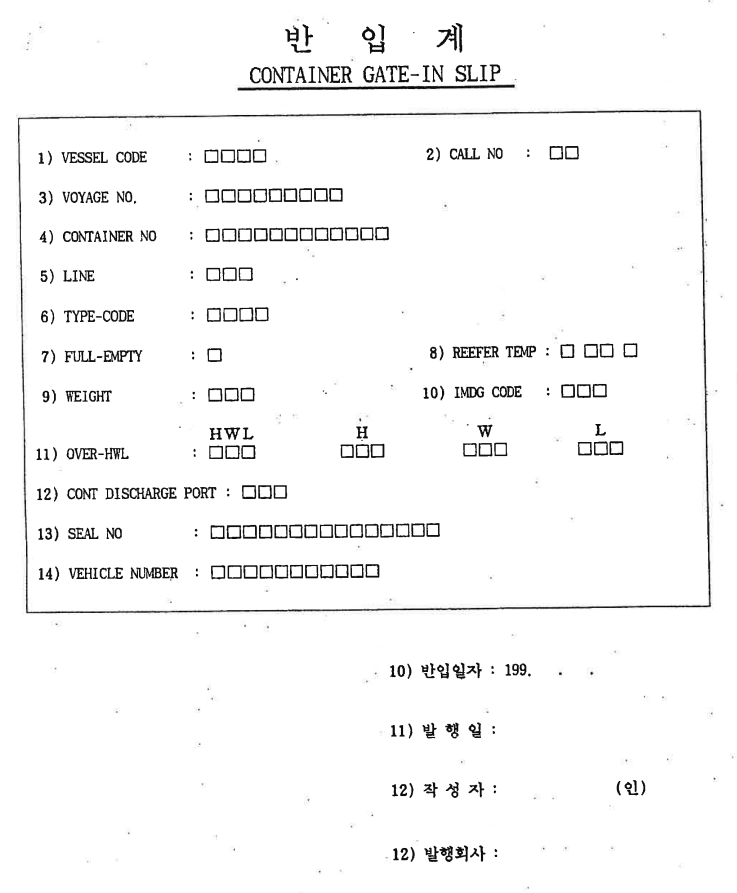 반 입 계
CONTAINER GATE-IN SLIP
1) VESSEL CODE : □□□□ 2) CALL NO : □□
3) VOYAGE NO. : □□□□□□□□□
4) CONTAINER NO : □□□□□□□□□□□□
5) LINE : □□□
6) TYPE-CODE : □□□□
7) FULL-EMPTY : □ 8) REEFER TEMP : □ □□ □
9) WEIGHT : □□□ 10) IMDG CODE : □□□
HWL H W L
11) OVER-HWL : □□□ □□□ □□□ □□□
12) CONT DISCHARGE PORT : □□□
13) SEAL NO : □□□□□□□□□□□□□□□
14) VEHICLE NUMBER : □□□□□□□□□□□
10) 반입일자 : 199. . .
11) 발 행 일 :
12) 작 성 자 : (인)
12) 발행회사 :